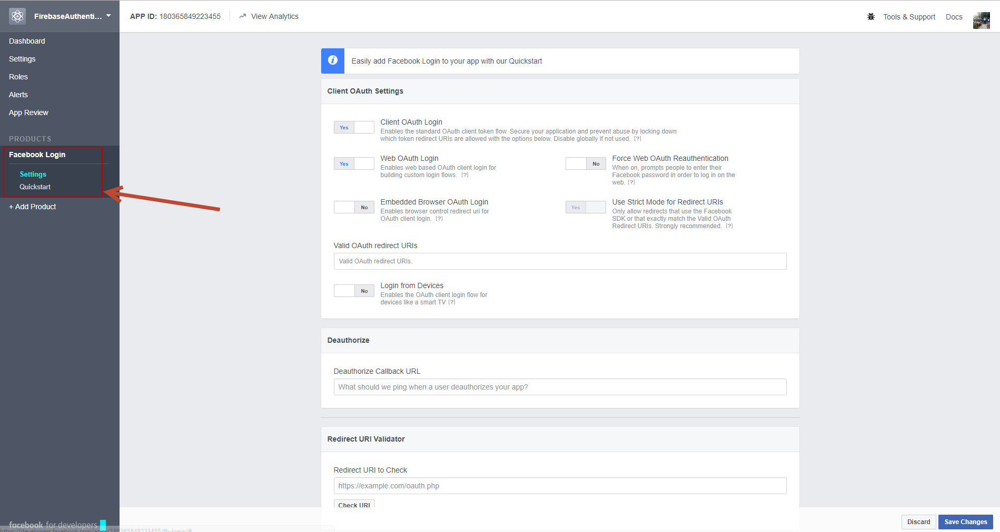 FirebaseAuthenti...
APP ID: 180365849223455
View Analytics
Tools & Support
Docs
Dashboard
Settings
Roles
Alerts
App Review
PRODUCTS
Facebook Login
Settings
Quickstart
+ Add Product
Easily add Facebook Login to your app with our Quickstart
Client OAuth Settings
Yes
Client OAuth Login
Enables the standard OAuth client token flow. Secure your application and prevent abuse by locking down
which token redirect URIs are allowed with the options below. Disable globally if not used. [?]
Yes
Web OAuth Login
Enables web based OAuth client login for
building custom login flows. [?]
No
Force Web OAuth Reauthentication
When on, prompts people to enter their
Facebook password in order to log in on the
web. [?]
No
Embedded Browser OAuth Login
Enables browser control redirect uri for
OAuth client login. [?]
Yes
Use Strict Mode for Redirect URIs
Only allow redirects that use the Facebook
SDK or that exactly match the Valid OAuth
Redirect URIs. Strongly recommended. [?]
Valid OAuth redirect URIs
Valid OAuth redirect URIs.
No
Login from Devices
Enables the OAuth client login flow for
devices like a smart TV [?]
Deauthorize
Deauthorize Callback URL
What should we ping when a user deauthorizes your app?
Redirect URI Validator
Redirect URI to Check
https://example.com/oauth.php
Check URI
Discard
Save Changes
facebook for developers
https://developers.facebook.com/apps/180365849223455/fb-login/#